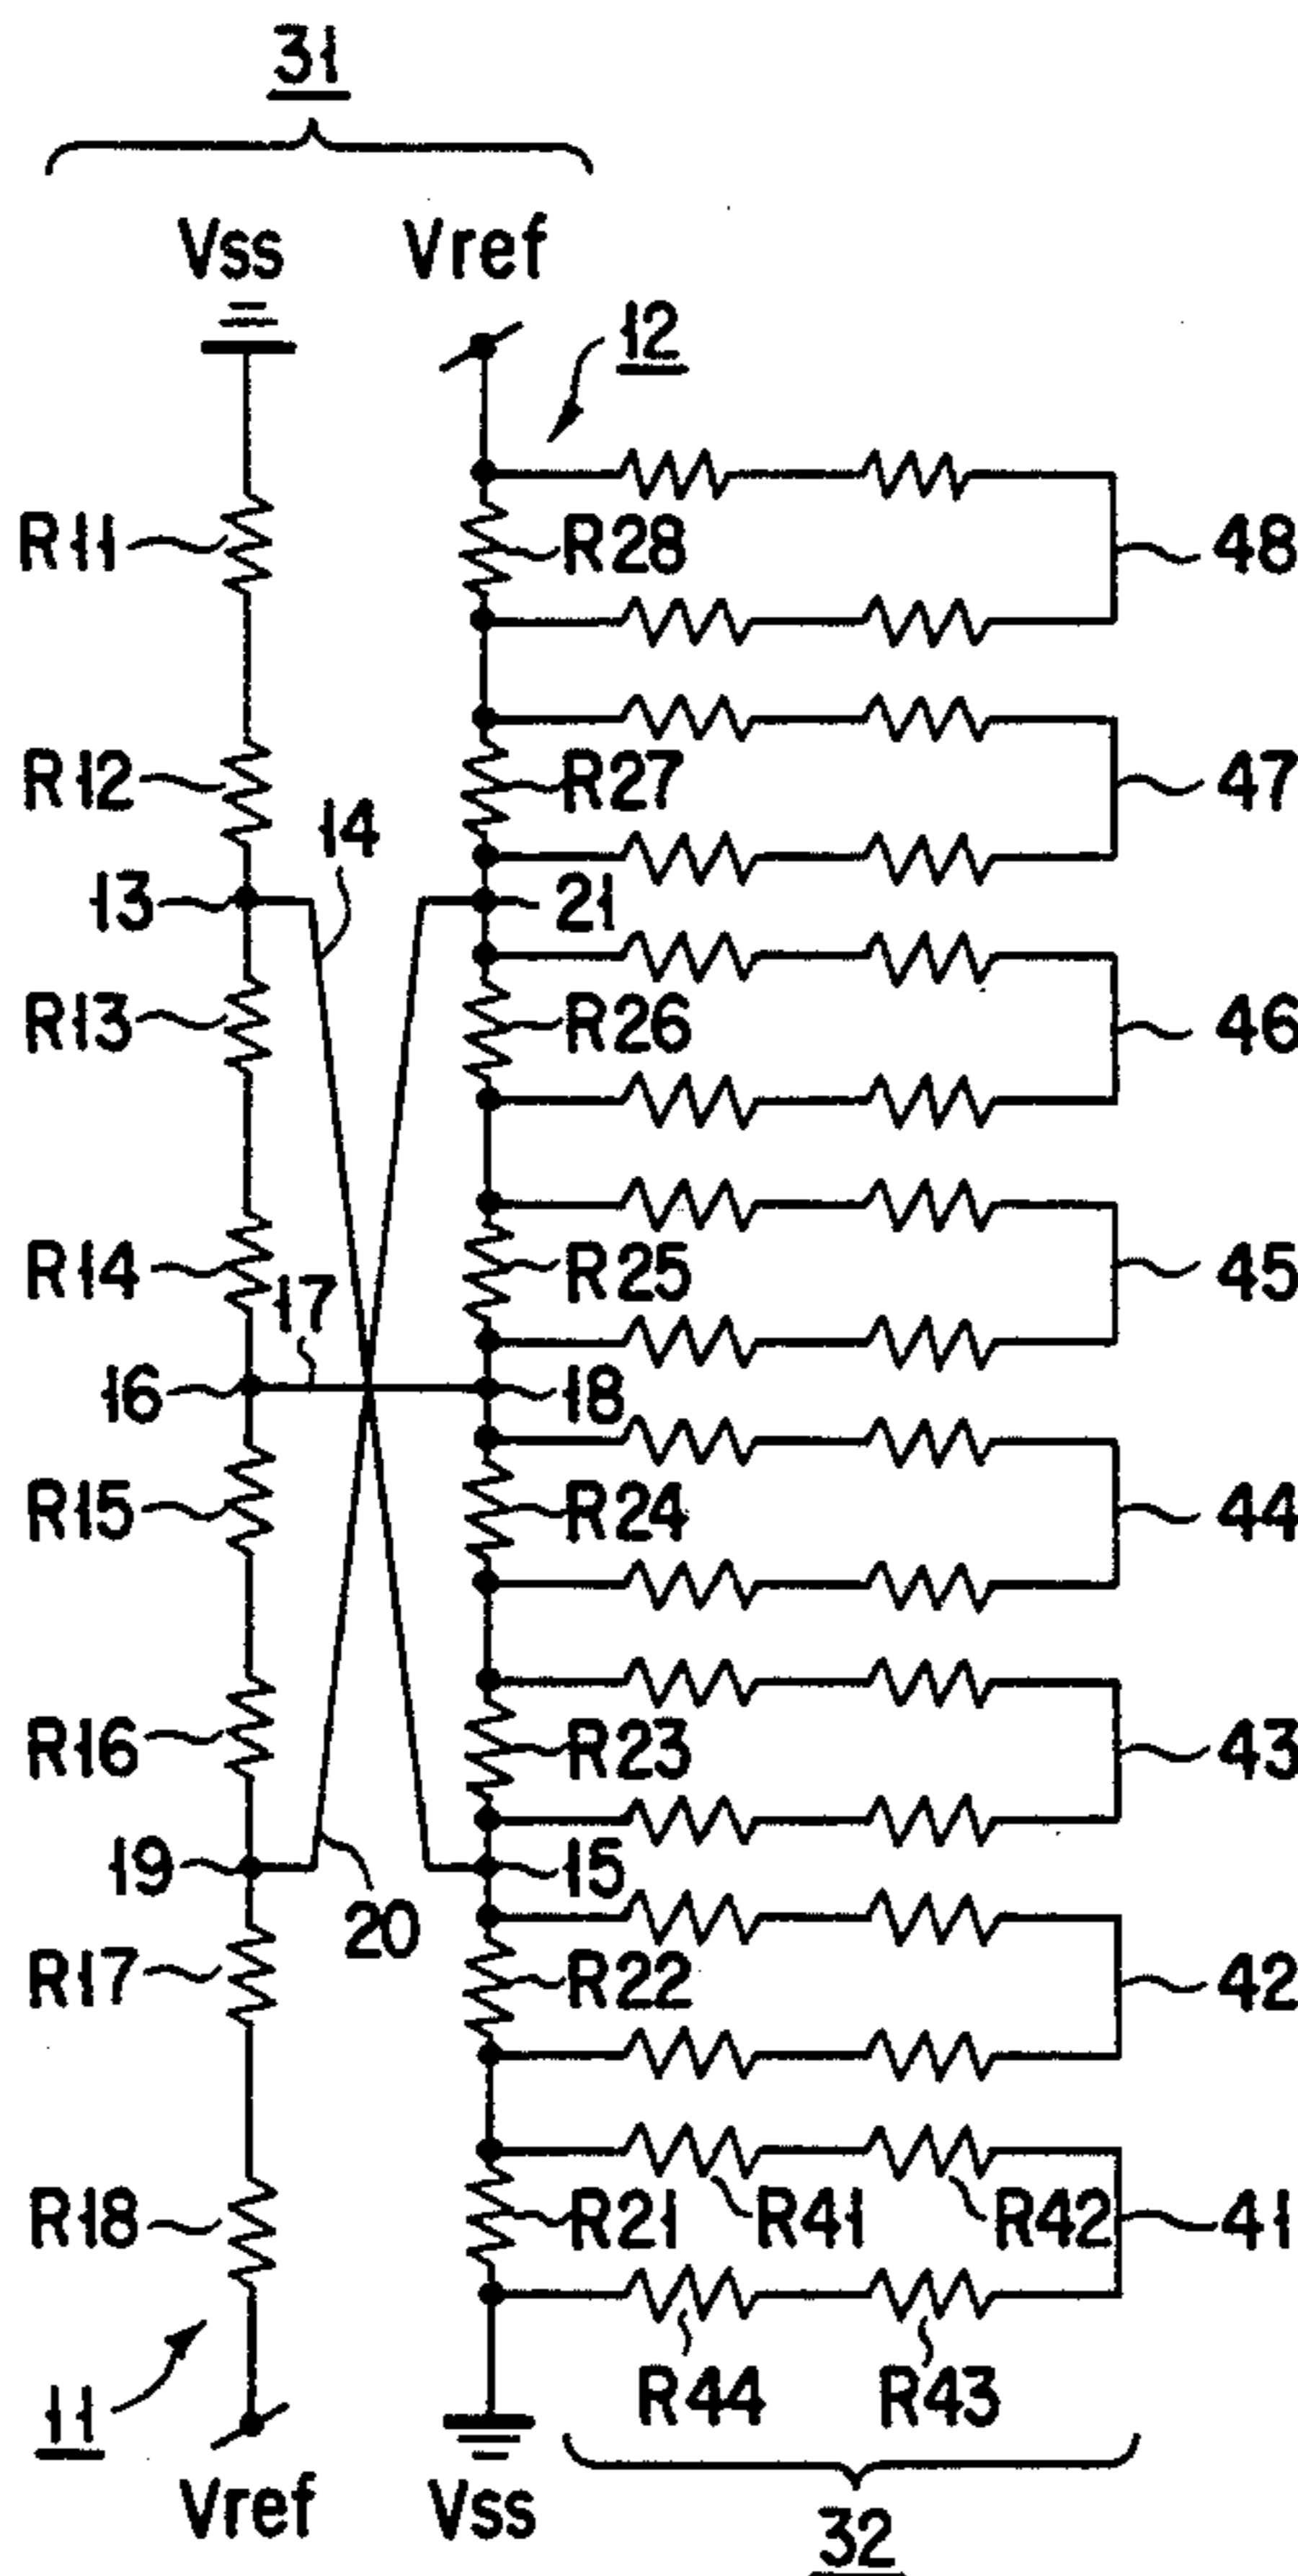 31
Vss Vref
12
R11 R28 48
R12 R27 47
14
13 21
R13 R26 46
R14 R25 45
17
16 18
R15 R24 44
R16 R23 43
19 15
20
R17 R22 42
R18 R21 R41 R42 41
R44 R43
11
Vref Vss
32